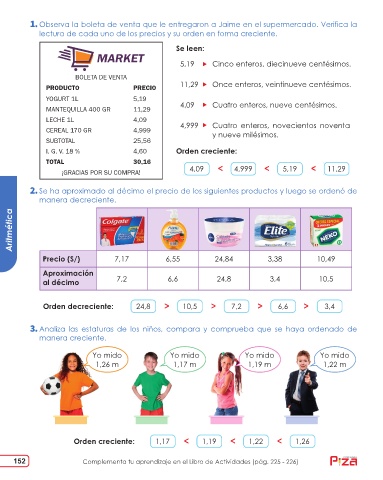 1. Observa la boleta de venta que le entregaron a Jaime en el supermercado. Verifica la
lectura de cada uno de los precios y su orden en forma creciente.
MARKET
BOLETA DE VENTA
PRODUCTO PRECIO
YOGURT 1L 5,19
MANTEQUILLA 400 GR 11,29
LECHE 1L 4,09
CEREAL 170 GR 4,999
SUBTOTAL 25,56
I. G. V. 18 % 4,60
TOTAL 30,16
¡GRACIAS POR SU COMPRA!
Se leen:
5,19 ▶ Cinco enteros, diecinueve centésimos.
11,29 ▶ Once enteros, veintinueve centésimos.
4,09 ▶ Cuatro enteros, nueve centésimos.
4,999 ▶ Cuatro enteros, novecientos noventa
y nueve milésimos.
Orden creciente:
4,09 < 4,999 < 5,19 < 11,29
2. Se ha aproximado al décimo el precio de los siguientes productos y luego se ordenó de
manera decreciente.
Colgate
Elite
NEKO
Precio (S/) 7,17 6,55 24,84 3,38 10,49
Aproximación
al décimo 7,2 6,6 24,8 3,4 10,5
Orden decreciente: 24,8 > 10,5 > 7,2 > 6,6 > 3,4
3. Analiza las estaturas de los niños, compara y comprueba que se haya ordenado de
manera creciente.
Yo mido
1,26 m
Yo mido
1,17 m
Yo mido
1,19 m
Yo mido
1,22 m
Orden creciente: 1,17 < 1,19 < 1,22 < 1,26
Aritmética
152
Complementa tu aprendizaje en el Libro de Actividades (pág. 225 - 226)